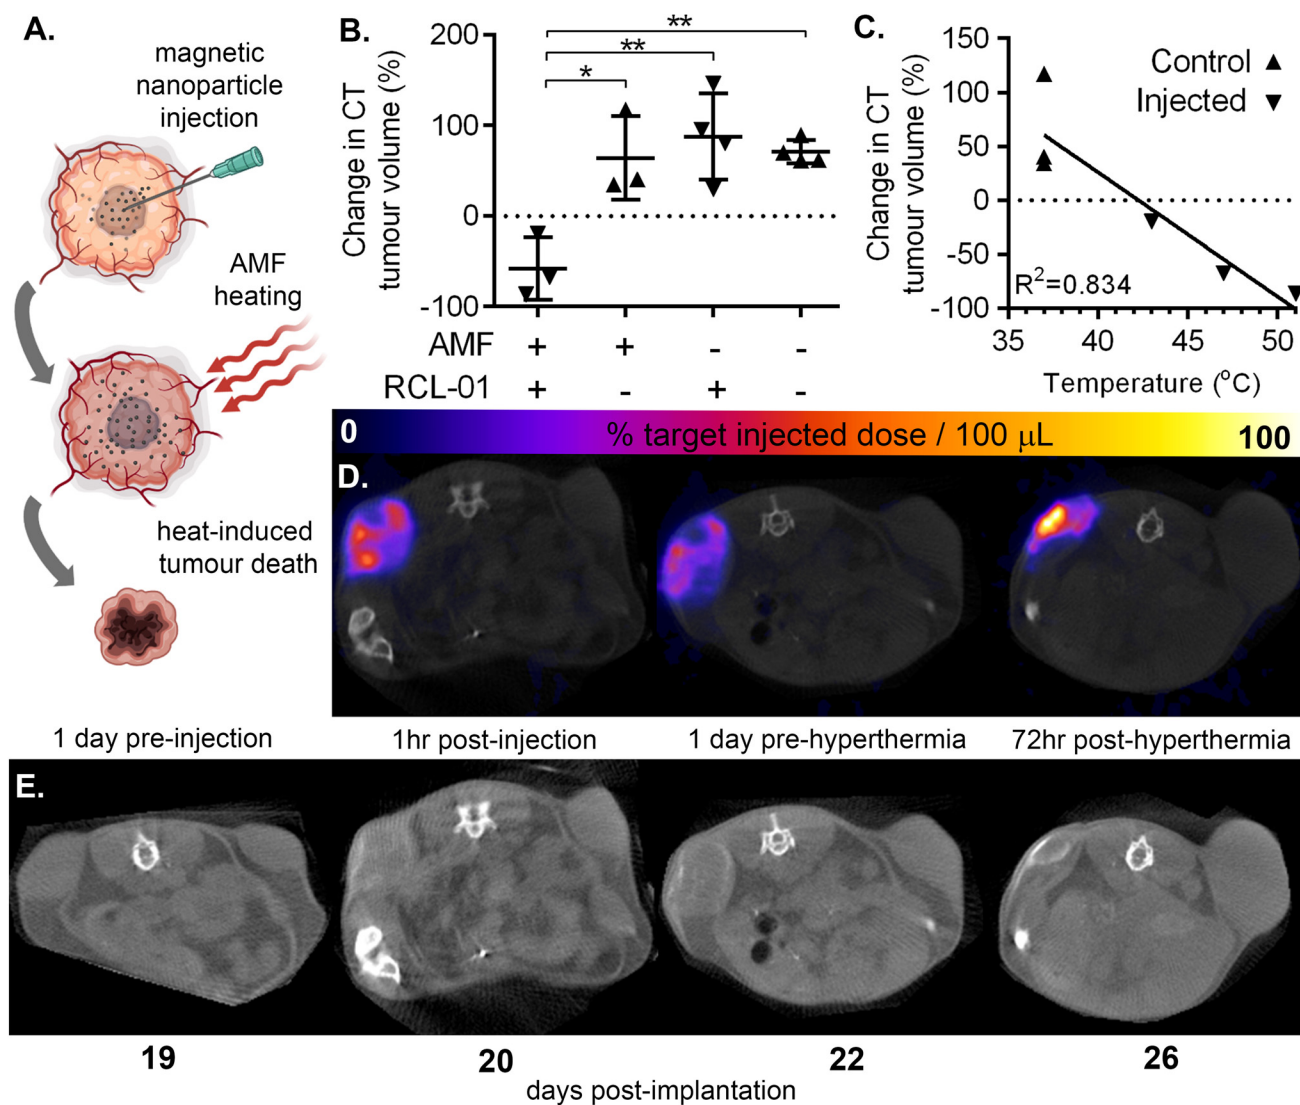 A.
magnetic
nanoparticle
injection
AMF
heating
heat-induced
tumour death
B.
Change in CT
tumour volume (%)
200
100
0
-100
**
**
*
AMF + + - -
RCL-01 + - + -
C.
Change in CT
tumour volume (%)
150
100
50
0
-50
-100
Control ▲
Injected ▼
R²=0.834
35 40 45 50
Temperature (°C)
0 % target injected dose / 100 µL 100
D.
1 day pre-injection 1hr post-injection 1 day pre-hyperthermia 72hr post-hyperthermia
E.
19 20 22 26
days post-implantation